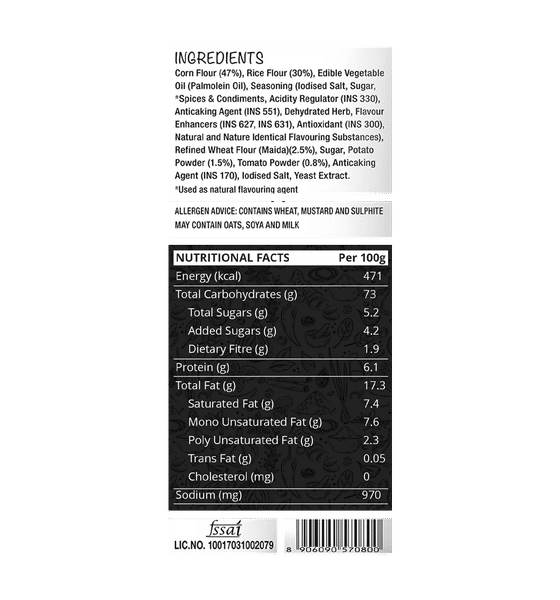 INGREDIENTS
Corn Flour (47%), Rice Flour (30%), Edible Vegetable
Oil (Palmolein Oil), Seasoning (Iodised Salt, Sugar,
*Spices & Condiments, Acidity Regulator (INS 330),
Anticaking Agent (INS 551), Dehydrated Herb, Flavour
Enhancers (INS 627, INS 631), Antioxidant (INS 300),
Natural and Nature Identical Flavouring Substances),
Refined Wheat Flour (Maida)(2.5%), Sugar, Potato
Powder (1.5%), Tomato Powder (0.8%), Anticaking
Agent (INS 170), Iodised Salt, Yeast Extract.
*Used as natural flavouring agent
ALLERGEN ADVICE: CONTAINS WHEAT, MUSTARD AND SULPHITE
MAY CONTAIN OATS, SOYA AND MILK
NUTRITIONAL FACTS Per 100g
Energy (kcal) 471
Total Carbohydrates (g) 73
Total Sugars (g) 5.2
Added Sugars (g) 4.2
Dietary Fitre (g) 1.9
Protein (g) 6.1
Total Fat (g) 17.3
Saturated Fat (g) 7.4
Mono Unsaturated Fat (g) 7.6
Poly Unsaturated Fat (g) 2.3
Trans Fat (g) 0.05
Cholesterol (mg) 0
Sodium (mg) 970
fssai
LIC.NO. 10017031002079
8 906090 570800